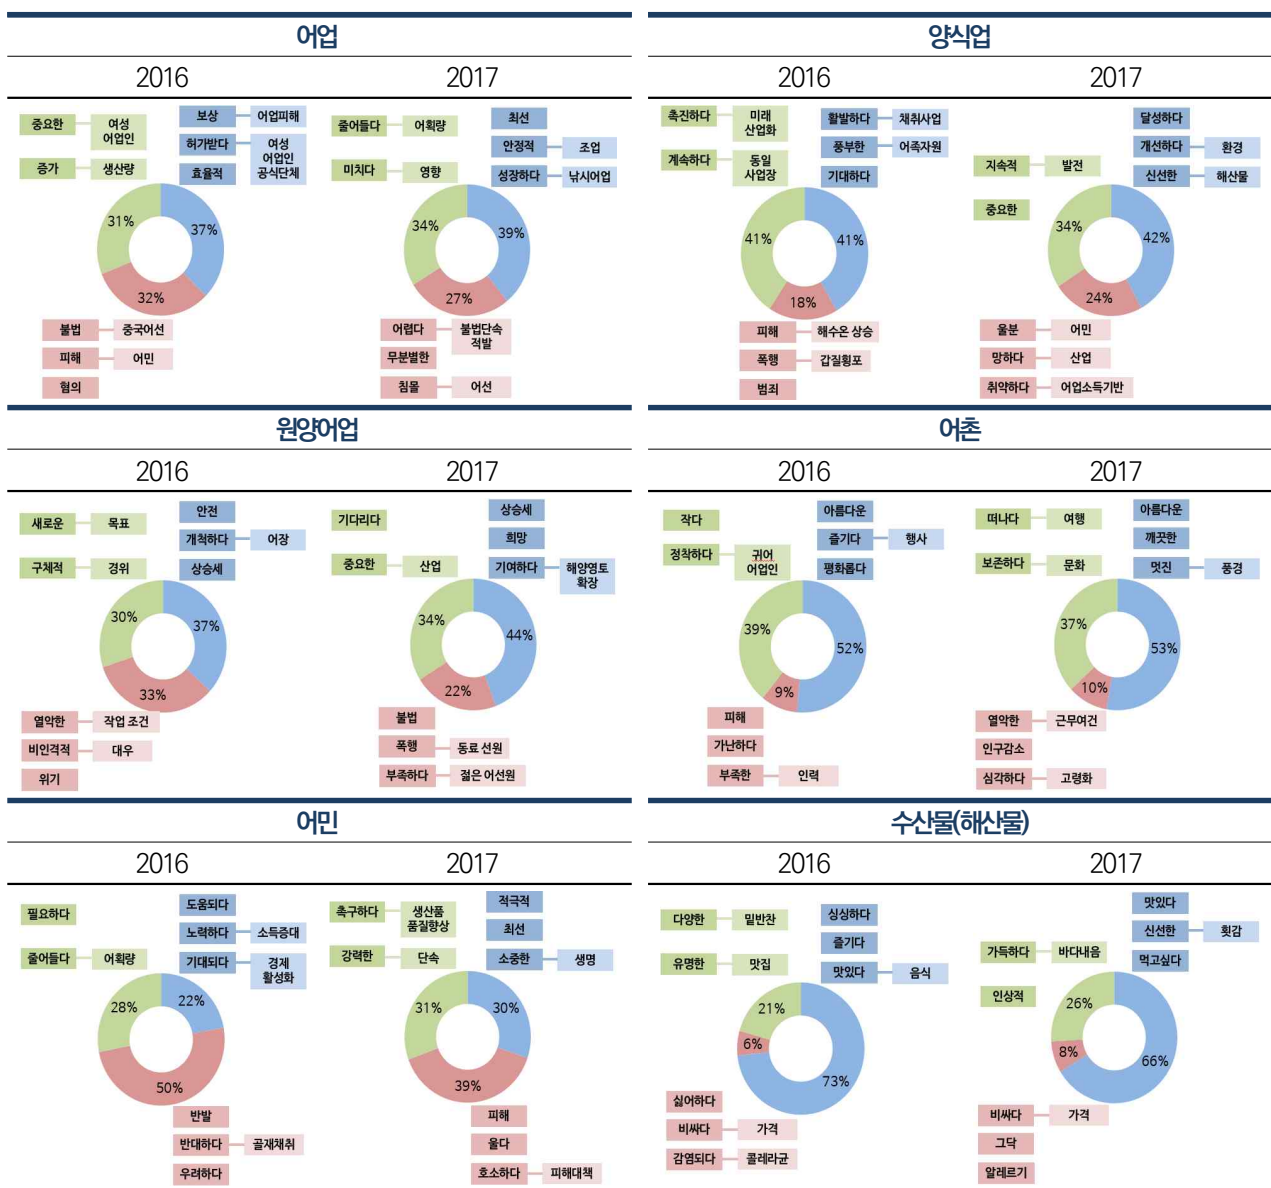 어업
2016
2017
중요한
여성
어업인
증가
생산량
보상
어업피해
허가받다
여성
어업인
공식단체
효율적
31%
37%
32%
불법
중국어선
피해
어민
혐의
줄어들다
어획량
미치다
영향
최선
안정적
조업
성장하다
낚시어업
34%
39%
27%
어렵다
불법단속
적발
무분별한
침몰
어선
양식업
2016
2017
촉진하다
미래
산업화
계속하다
동일
사업장
활발하다
채취사업
풍부한
어족자원
기대하다
41%
41%
18%
피해
해수온 상승
폭행
갑질횡포
범죄
지속적
발전
중요한
달성하다
개선하다
환경
신선한
해산물
34%
42%
24%
울분
어민
망하다
산업
취약하다
어업소득기반
원양어업
2016
2017
새로운
목표
구체적
경위
안전
개척하다
어장
상승세
30%
37%
33%
열악한
작업 조건
비인격적
대우
위기
기다리다
중요한
산업
상승세
희망
기여하다
해양영토
확장
34%
44%
22%
불법
폭행
동료 선원
부족하다
젊은 어선원
어촌
2016
2017
작다
정착하다
귀어
어업인
아름다운
즐기다
행사
평화롭다
39%
52%
9%
피해
가난하다
부족한
인력
떠나다
여행
보존하다
문화
아름다운
깨끗한
멋진
풍경
37%
53%
10%
열악한
근무여건
인구감소
심각하다
고령화
어민
2016
2017
필요하다
줄어들다
어획량
도움되다
노력하다
소득증대
기대되다
경제
활성화
28%
22%
50%
반발
반대하다
골재채취
우려하다
촉구하다
생산품
품질향상
강력한
단속
적극적
최선
소중한
생명
31%
30%
39%
피해
울다
호소하다
피해대책
수산물(해산물)
2016
2017
다양한
밑반찬
유명한
맛집
싱싱하다
즐기다
맛있다
음식
21%
6%
73%
싫어하다
비싸다
가격
감염되다
콜레라균
가득하다
바다내음
인상적
맛있다
신선한
횟감
먹고싶다
26%
8%
66%
비싸다
가격
그닥
알레르기